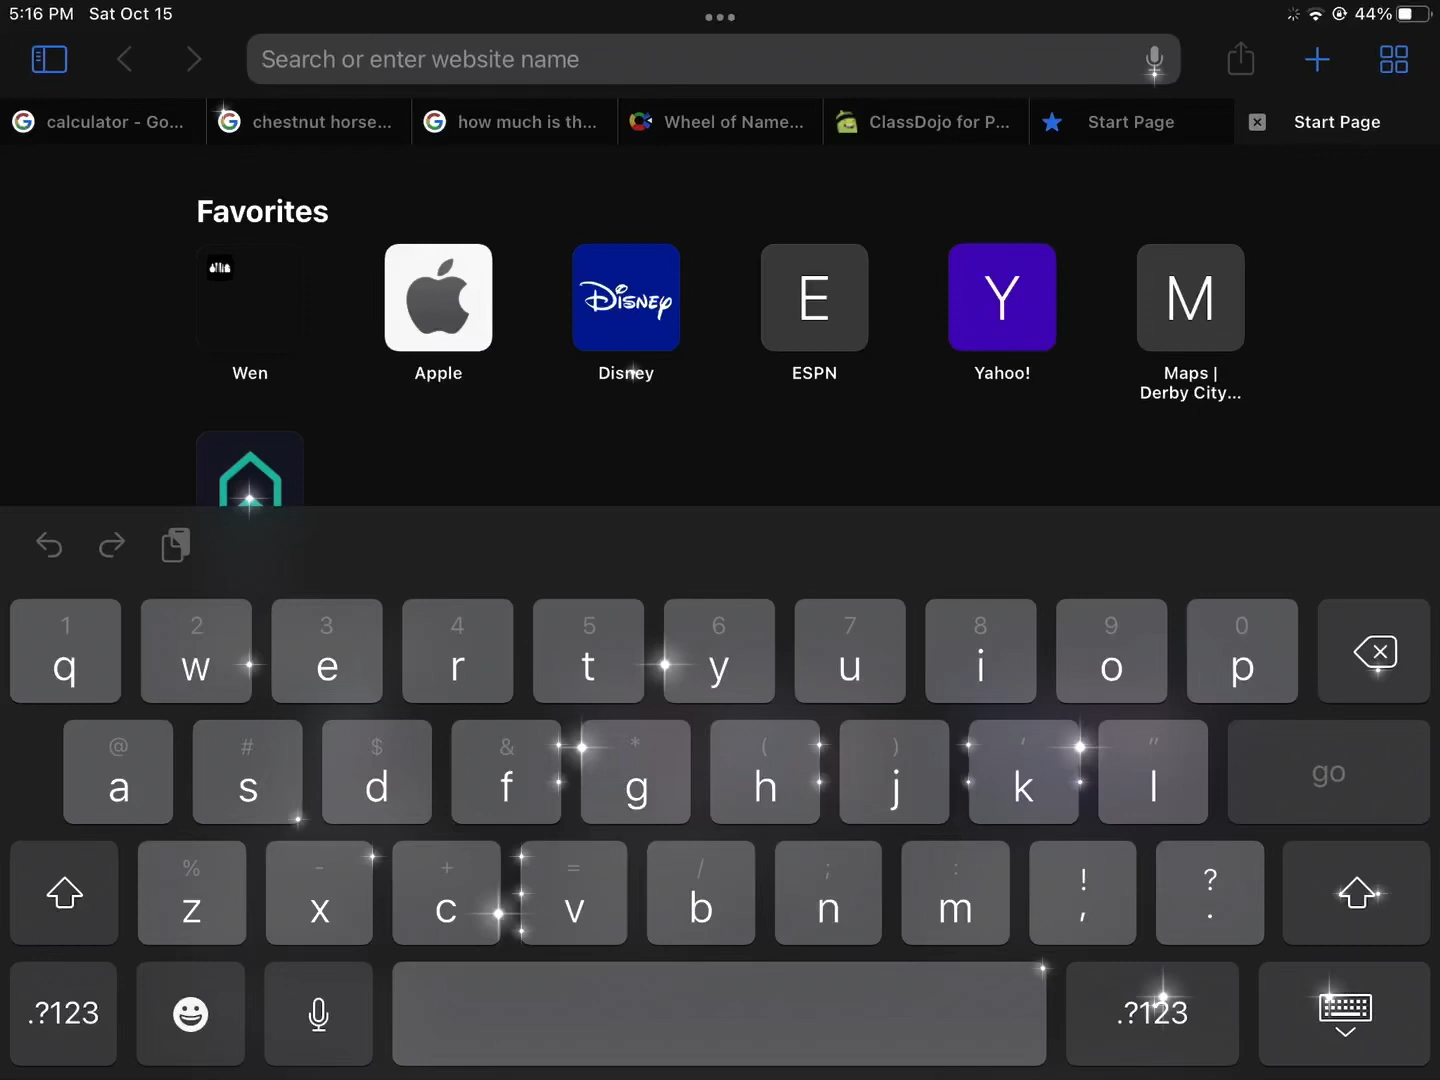 5:16 PM Sat Oct 15
44%
Search or enter website name
calculator - Go... chestnut horse... how much is th... Wheel of Name... ClassDojo for P... Start Page Start Page
Favorites
Disney E Y M
Wen Apple Disney ESPN Yahoo! Maps |
Derby City...
1 2 3 4 5 6 7 8 9 0
q w e r t y u i o p
@ # $ & * ( ) ' "
a s d f g h j k l go
% - + = / ; : ! ?
z x c v b n m , .
.?123 .?123